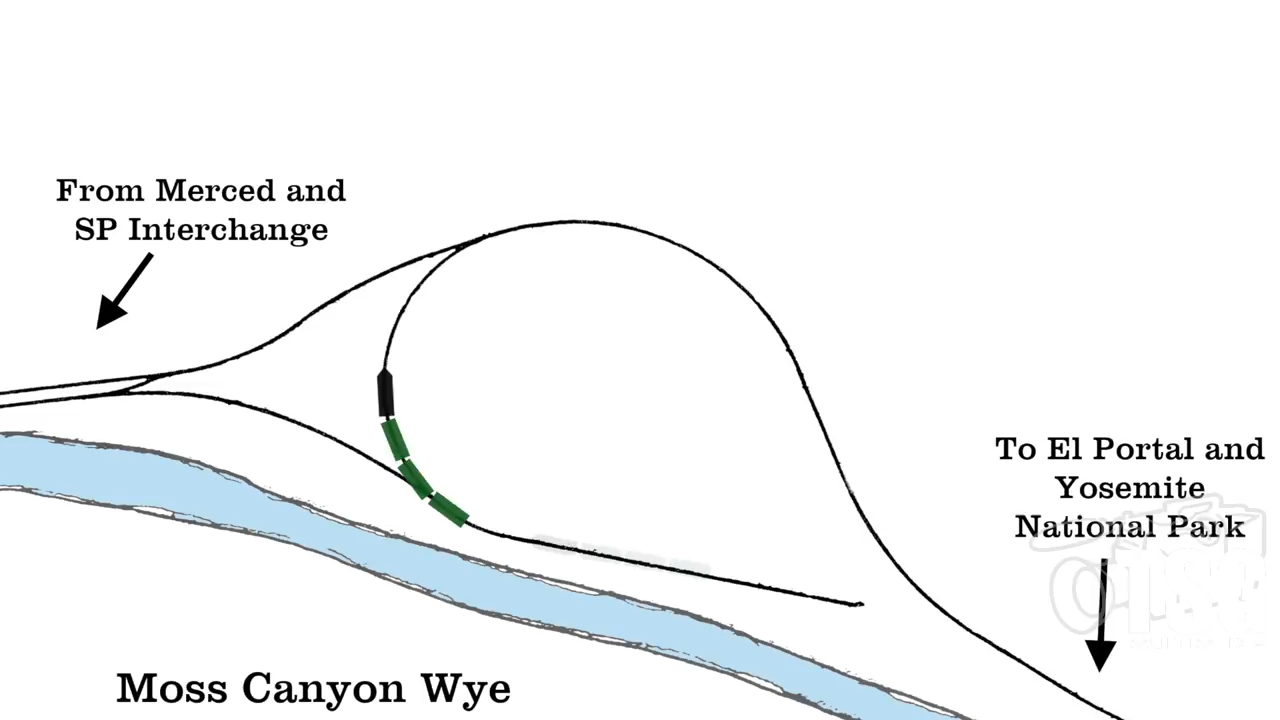 From Merced and
SP Interchange
To El Portal and
Yosemite
National Park
Moss Canyon Wye